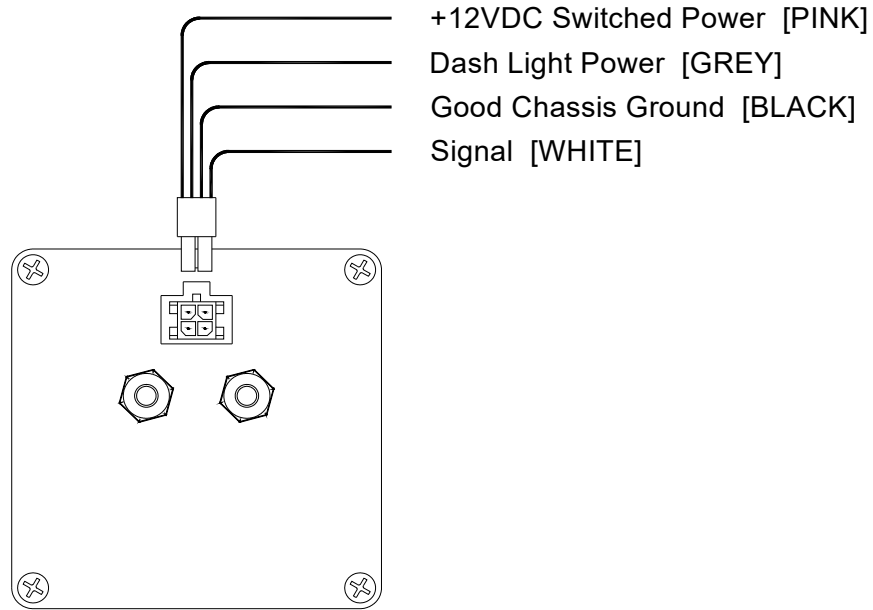 +12VDC Switched Power [PINK]
Dash Light Power [GREY]
Good Chassis Ground [BLACK]
Signal [WHITE]